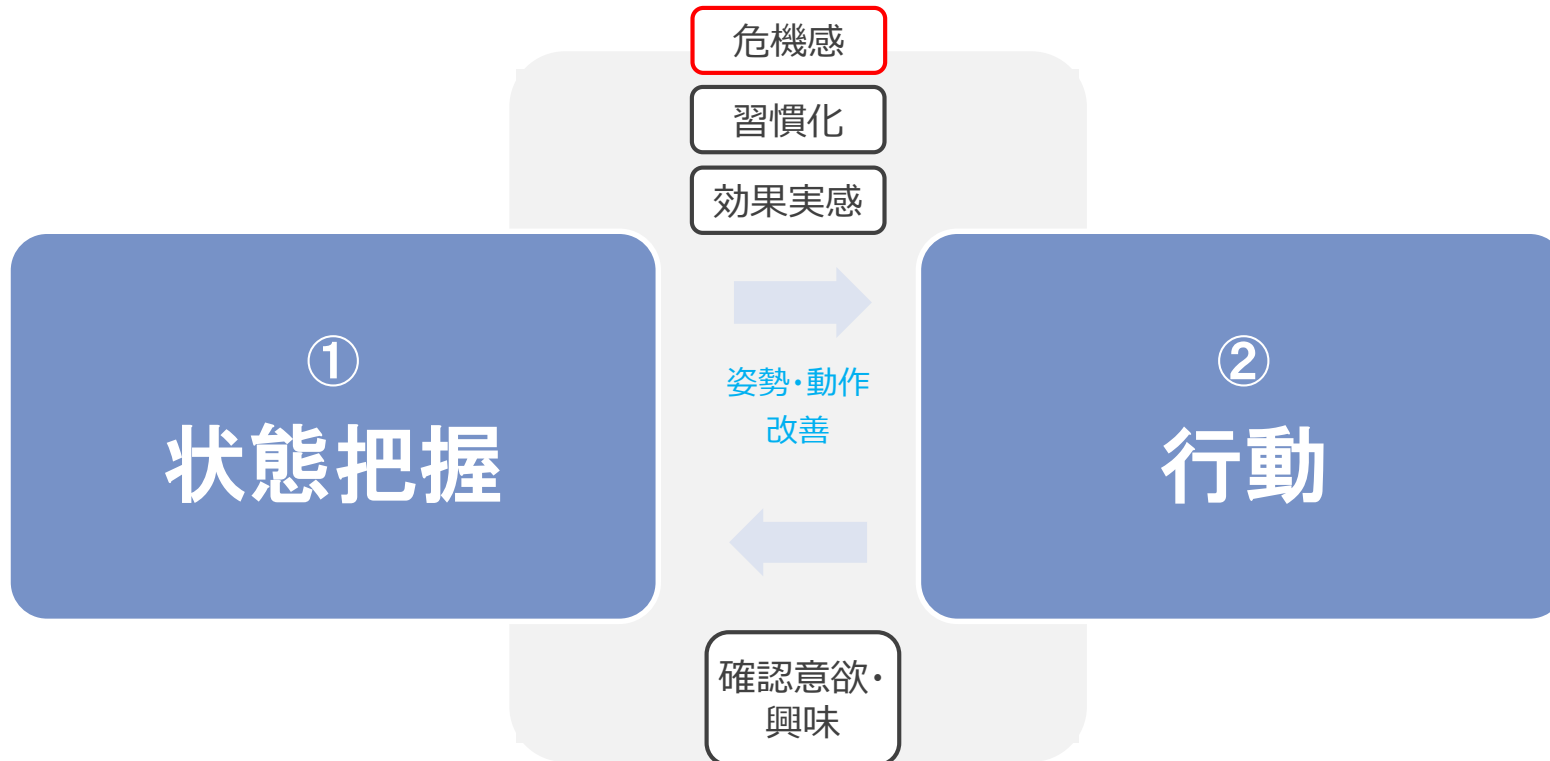 危機感
習慣化
効果実感
①
状態把握
姿勢・動作
改善
②
行動
確認意欲・
興味